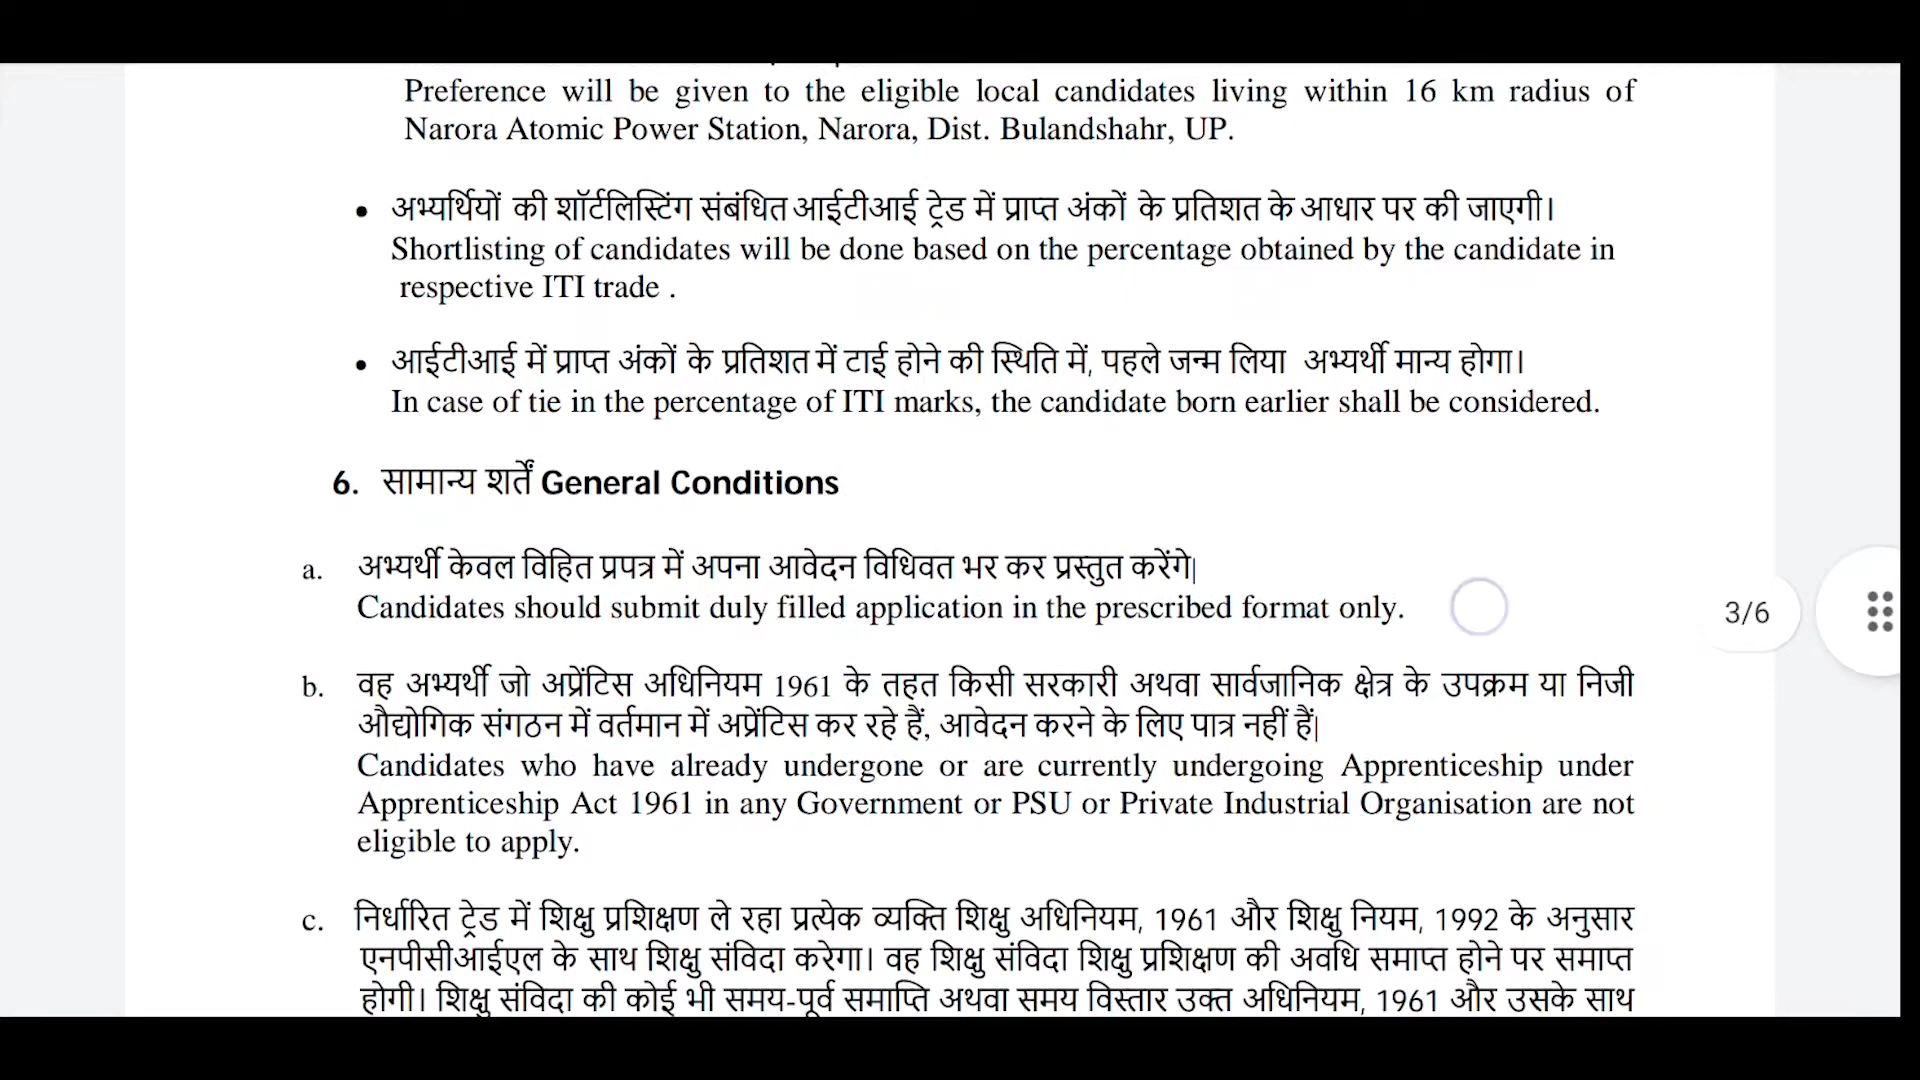 Preference will be given to the eligible local candidates living within 16 km radius of
Narora Atomic Power Station, Narora, Dist. Bulandshahr, UP.
• अभ्यर्थियों की शॉर्टलिस्टिंग संबंधित आईटीआई ट्रेड में प्राप्त अंकों के प्रतिशत के आधार पर की जाएगी।
Shortlisting of candidates will be done based on the percentage obtained by the candidate in
respective ITI trade .
• आईटीआई में प्राप्त अंकों के प्रतिशत में टाई होने की स्थिति में, पहले जन्म लिया अभ्यर्थी मान्य होगा।
In case of tie in the percentage of ITI marks, the candidate born earlier shall be considered.
6. सामान्य शर्तें General Conditions
a. अभ्यर्थी केवल विहित प्रपत्र में अपना आवेदन विधिवत भर कर प्रस्तुत करेंगे|
Candidates should submit duly filled application in the prescribed format only.
3/6
b. वह अभ्यर्थी जो अप्रेंटिस अधिनियम 1961 के तहत किसी सरकारी अथवा सार्वजानिक क्षेत्र के उपक्रम या निजी
औद्योगिक संगठन में वर्तमान में अप्रेंटिस कर रहे हैं, आवेदन करने के लिए पात्र नहीं हैं|
Candidates who have already undergone or are currently undergoing Apprenticeship under
Apprenticeship Act 1961 in any Government or PSU or Private Industrial Organisation are not
eligible to apply.
c. निर्धारित ट्रेड में शिक्षु प्रशिक्षण ले रहा प्रत्येक व्यक्ति शिक्षु अधिनियम, 1961 और शिक्षु नियम, 1992 के अनुसार
एनपीसीआईएल के साथ शिक्षु संविदा करेगा। वह शिक्षु संविदा शिक्षु प्रशिक्षण की अवधि समाप्त होने पर समाप्त
होगी। शिक्षु संविदा की कोई भी समय-पूर्व समाप्ति अथवा समय विस्तार उक्त अधिनियम, 1961 और उसके साथ